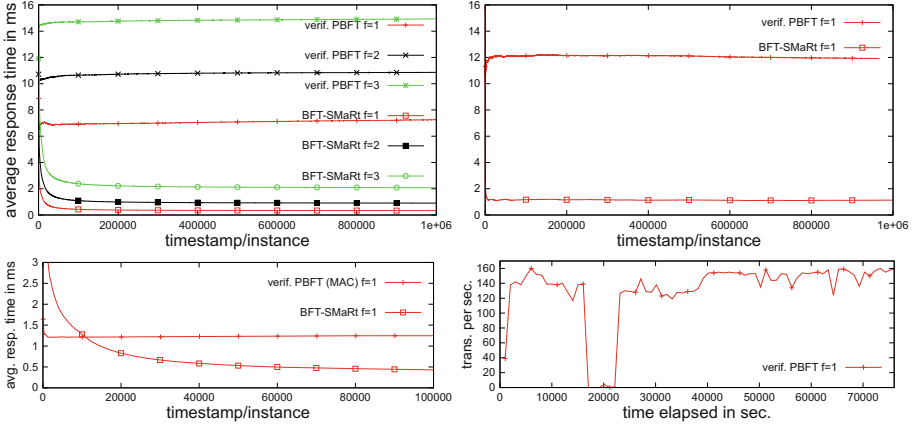 average response time in ms
16
14
12
10
8
6
4
2
0
verif. PBFT f=1
verif. PBFT f=2
verif. PBFT f=3
BFT-SMaRt f=1
BFT-SMaRt f=2
BFT-SMaRt f=3
0 200000 400000 600000 800000 1e+06
timestamp/instance
16
14
12
10
8
6
4
2
0
verif. PBFT f=1
BFT-SMaRt f=1
0 200000 400000 600000 800000 1e+06
timestamp/instance
avg. resp. time in ms
3
2.5
2
1.5
1
0.5
0
verif. PBFT (MAC) f=1
BFT-SMaRt f=1
0 20000 40000 60000 80000 100000
timestamp/instance
trans. per sec.
160
140
120
100
80
60
40
20
0
verif. PBFT f=1
0 10000 20000 30000 40000 50000 60000 70000
time elapsed in sec.